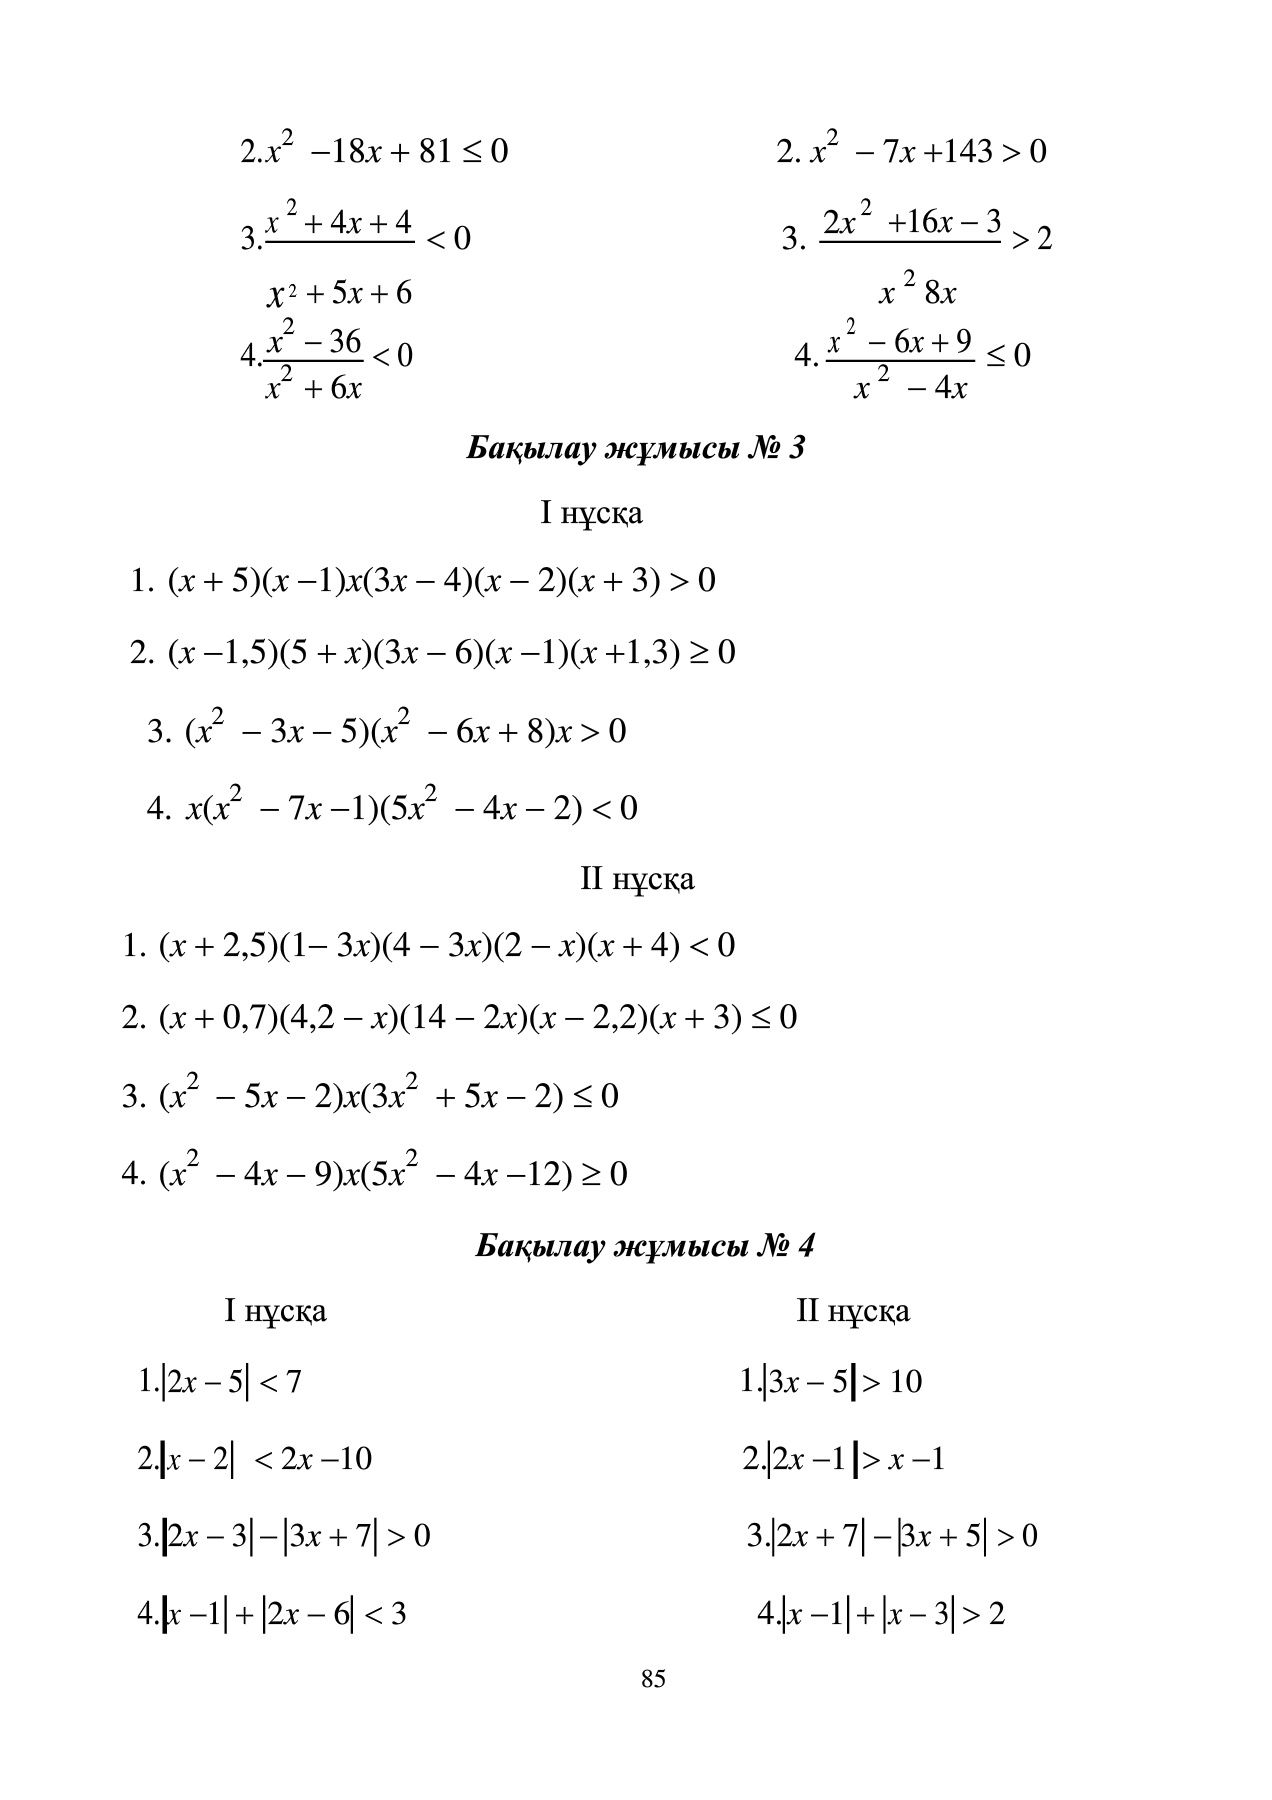 2.x² −18x + 81 ≤ 0 2. x² − 7x +143 > 0
3. (x² + 4x + 4)/(x² + 5x + 6) < 0 3. (2x² +16x − 3)/(x² 8x) > 2
4. (x² − 36)/(x² + 6x) < 0 4. (x² − 6x + 9)/(x² − 4x) ≤ 0
Бақылау жұмысы № 3
I нұсқа
1. (x + 5)(x −1)x(3x − 4)(x − 2)(x + 3) > 0
2. (x −1,5)(5 + x)(3x − 6)(x −1)(x +1,3) ≥ 0
3. (x² − 3x − 5)(x² − 6x + 8)x > 0
4. x(x² − 7x −1)(5x² − 4x − 2) < 0
II нұсқа
1. (x + 2,5)(1− 3x)(4 − 3x)(2 − x)(x + 4) < 0
2. (x + 0,7)(4,2 − x)(14 − 2x)(x − 2,2)(x + 3) ≤ 0
3. (x² − 5x − 2)x(3x² + 5x − 2) ≤ 0
4. (x² − 4x − 9)x(5x² − 4x −12) ≥ 0
Бақылау жұмысы № 4
I нұсқа II нұсқа
1.|2x − 5| < 7 1.|3x − 5| > 10
2.|x − 2| < 2x −10 2.|2x −1| > x −1
3.|2x − 3| − |3x + 7| > 0 3.|2x + 7| − |3x + 5| > 0
4.|x −1| + |2x − 6| < 3 4.|x −1| + |x − 3| > 2
85